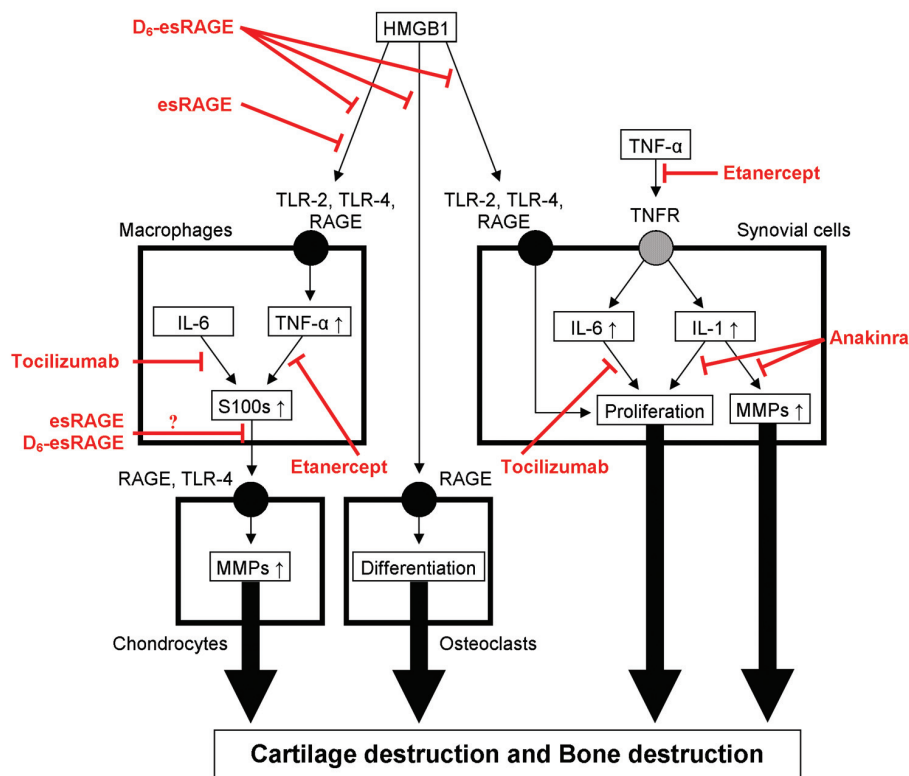 D₆-esRAGE
HMGB1
esRAGE
TNF-α
Etanercept
TLR-2, TLR-4,
RAGE
TLR-2, TLR-4,
RAGE
TNFR
Macrophages
Synovial cells
IL-6
TNF-α ↑
IL-6 ↑
IL-1 ↑
Anakinra
Tocilizumab
S100s ↑
Proliferation
MMPs ↑
esRAGE ?
D₆-esRAGE
Etanercept
Tocilizumab
RAGE, TLR-4
RAGE
MMPs ↑
Differentiation
Chondrocytes
Osteoclasts
Cartilage destruction and Bone destruction